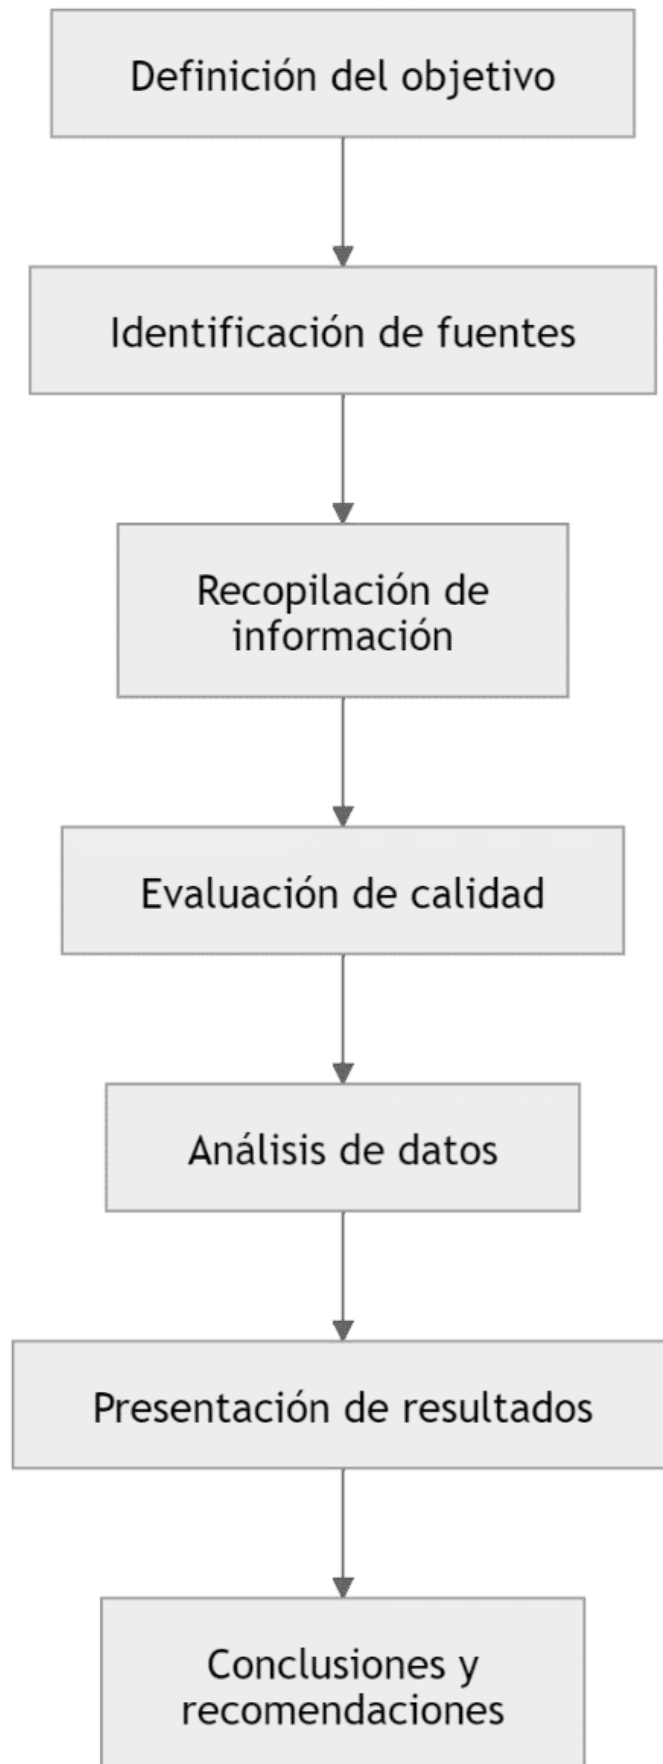 Definición del objetivo
Identificación de fuentes
Recopilación de
información
Evaluación de calidad
Análisis de datos
Presentación de resultados
Conclusiones y
recomendaciones